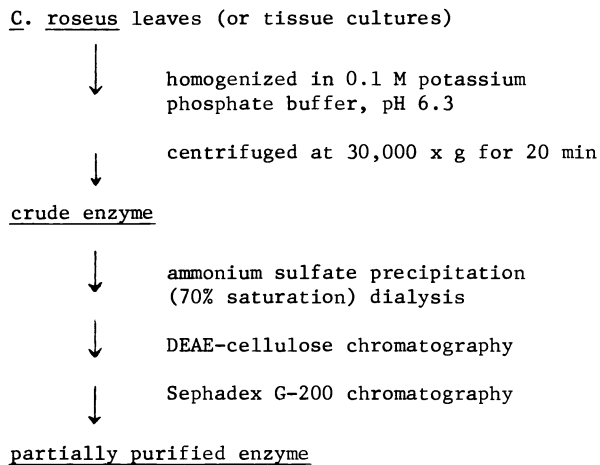 C. roseus leaves (or tissue cultures)
homogenized in 0.1 M potassium
phosphate buffer, pH 6.3
centrifuged at 30,000 x g for 20 min
crude enzyme
ammonium sulfate precipitation
(70% saturation) dialysis
DEAE-cellulose chromatography
Sephadex G-200 chromatography
partially purified enzyme